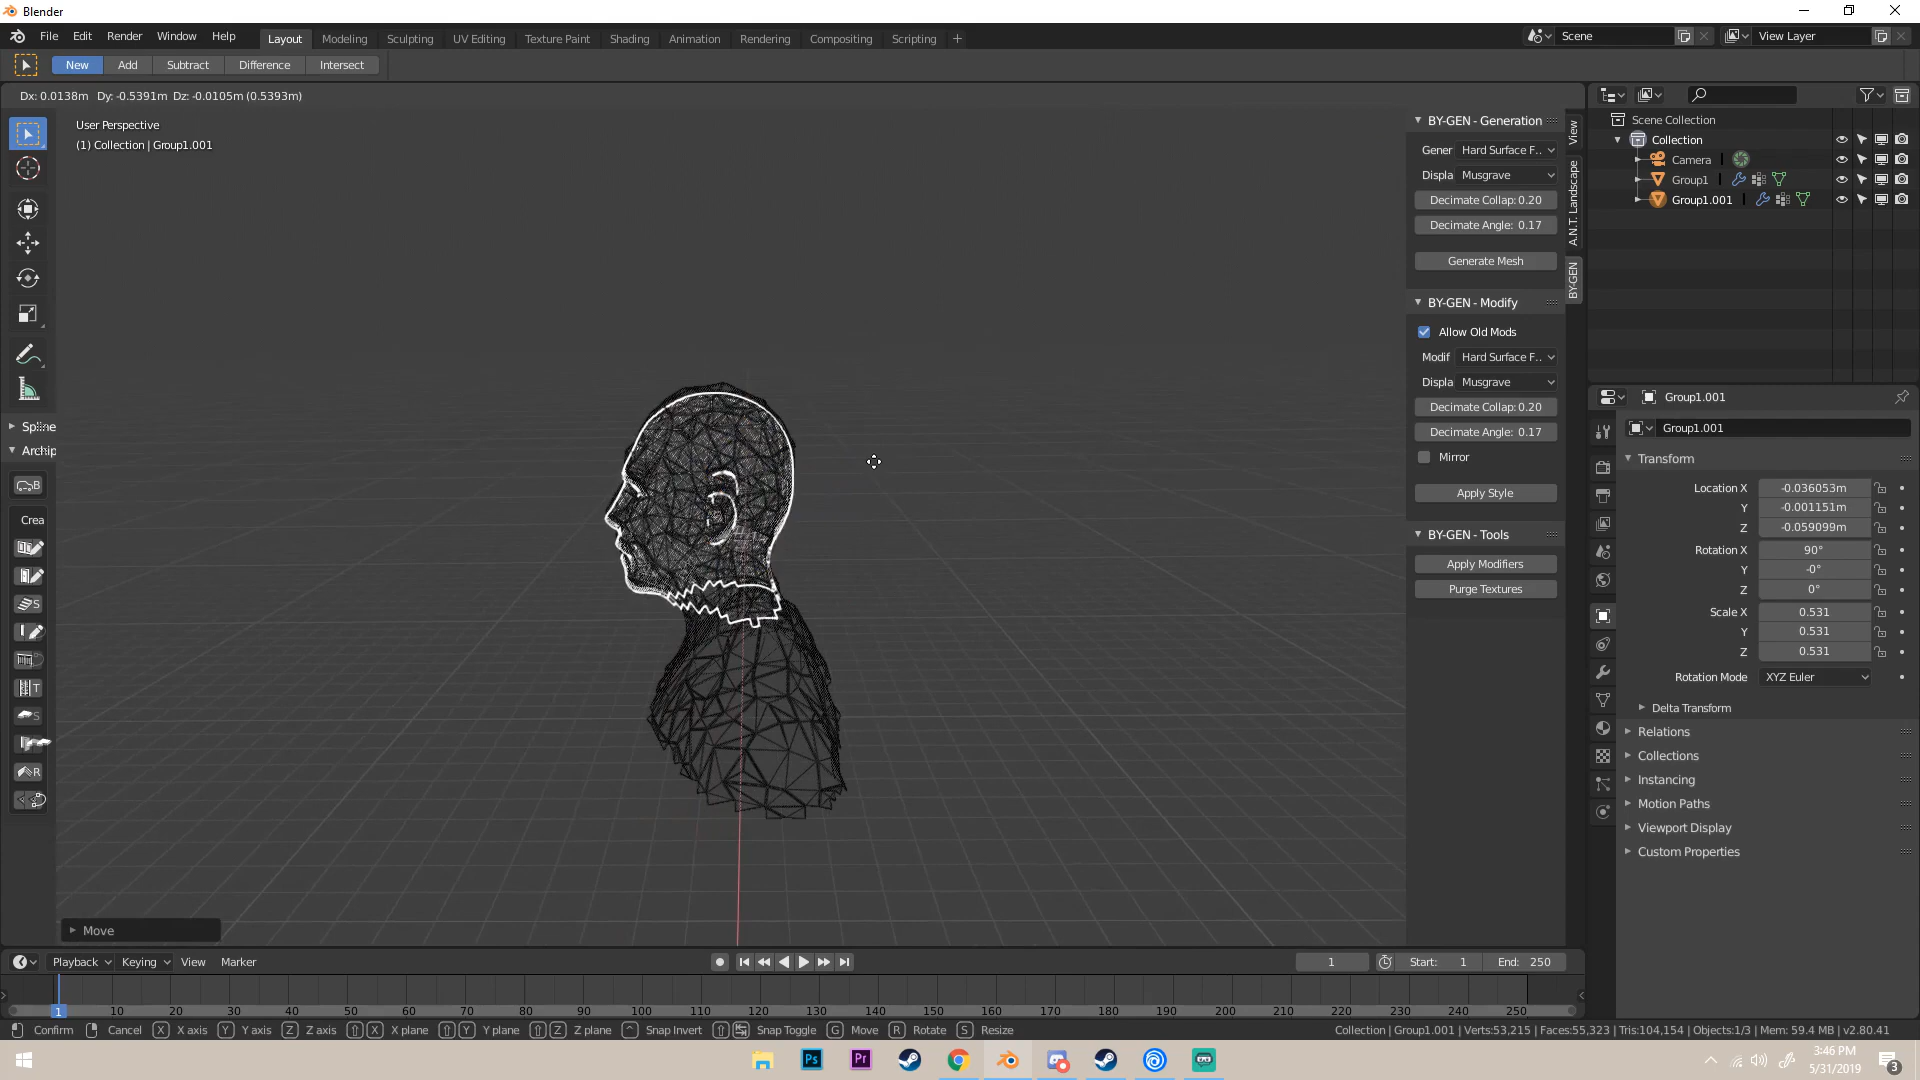 Blender
File Edit Render Window Help Layout Modeling Sculpting UV Editing Texture Paint Shading Animation Rendering Compositing Scripting + Scene View Layer
New Add Subtract Difference Intersect
Dx: 0.0138m Dy: -0.5391m Dz: -0.0105m (0.5393m)
User Perspective
(1) Collection | Group1.001
Spline
Archip
B
Crea
S
T
S
R
Move
BY-GEN - Generation
Gener Hard Surface F..
Displa Musgrave
Decimate Collap: 0.20
Decimate Angle: 0.17
Generate Mesh
BY-GEN - Modify
Allow Old Mods
Modif Hard Surface F..
Displa Musgrave
Decimate Collap: 0.20
Decimate Angle: 0.17
Mirror
Apply Style
BY-GEN - Tools
Apply Modifiers
Purge Textures
View
A.N.T. Landscape
BY-GEN
Scene Collection
Collection
Camera
Group1
Group1.001
Group1.001
Group1.001
Transform
Location X -0.036053m
Y -0.001151m
Z -0.059099m
Rotation X 90°
Y -0°
Z 0°
Scale X 0.531
Y 0.531
Z 0.531
Rotation Mode XYZ Euler
Delta Transform
Relations
Collections
Instancing
Motion Paths
Viewport Display
Custom Properties
Playback Keying View Marker 1 Start: 1 End: 250
1 10 20 30 40 50 60 70 80 90 100 110 120 130 140 150 160 170 180 190 200 210 220 230 240 250
Confirm Cancel X X axis Y Y axis Z Z axis X X plane Y Y plane Z Z plane ^ Snap Invert Snap Toggle G Move R Rotate S Resize Collection | Group1.001 | Verts:53,215 | Faces:55,323 | Tris:104,154 | Objects:1/3 | Mem: 59.4 MB | v2.80.41
Ps Pr 3:46 PM
5/31/2019 3